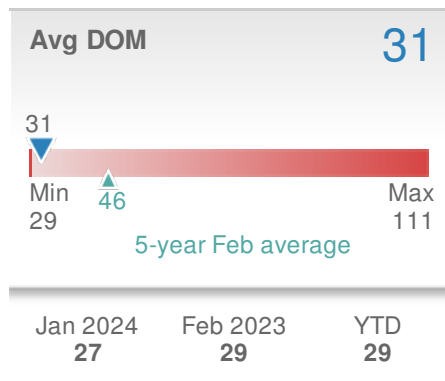 Avg DOM 31
31
Min 46 Max
29 111
5-year Feb average
Jan 2024 Feb 2023 YTD
27 29 29